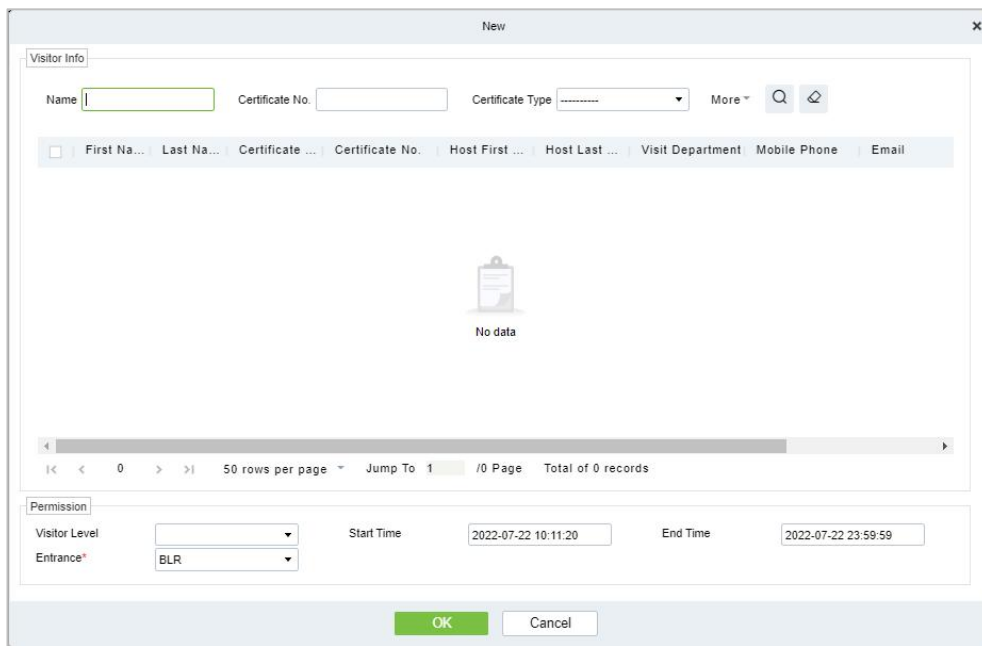 New
Visitor Info
Name Certificate No. Certificate Type ---------- More
First Na... Last Na... Certificate ... Certificate No. Host First ... Host Last ... Visit Department Mobile Phone Email
No data
0 50 rows per page Jump To 1 /0 Page Total of 0 records
Permission
Visitor Level Start Time 2022-07-22 10:11:20 End Time 2022-07-22 23:59:59
Entrance* BLR
OK Cancel